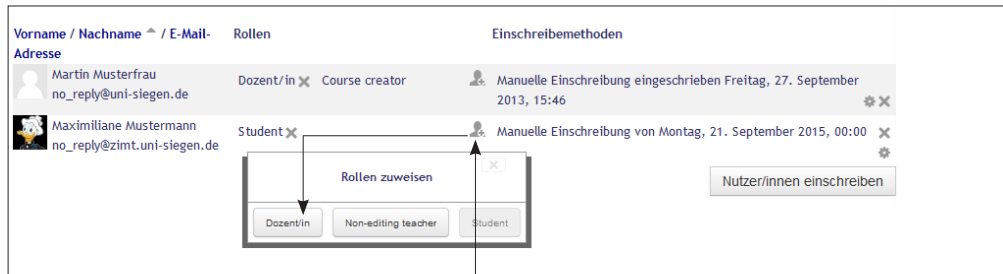 Vorname / Nachname / E-Mail-Adresse Rollen Einschreibemethoden
Martin Musterfrau
no_reply@uni-siegen.de
Dozent/in Course creator
Manuelle Einschreibung eingeschrieben Freitag, 27. September
2013, 15:46
Maximiliane Mustermann
no_reply@zimt.uni-siegen.de
Student
Manuelle Einschreibung von Montag, 21. September 2015, 00:00
Rollen zuweisen
Dozent/in Non-editing teacher Student
Nutzer/innen einschreiben